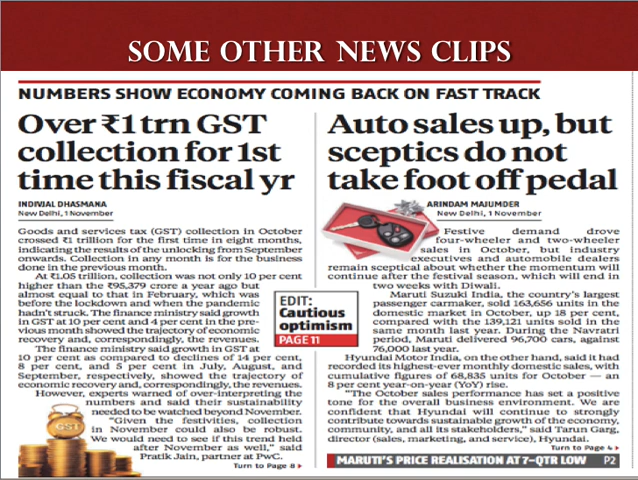 SOME OTHER NEWS CLIPS
NUMBERS SHOW ECONOMY COMING BACK ON FAST TRACK
Over ₹1 trn GST
collection for 1st
time this fiscal yr
INDIVJAL DHASMANA
New Delhi, 1 November
Goods and services tax (GST) collection in October
crossed ₹1 trillion for the first time in eight months,
indicating the results of the unlocking from September
onwards. Collection in any month is for the business
done in the previous month.
At ₹1.05 trillion, collection was not only 10 per cent
higher than the ₹95,379 crore a year ago but
almost equal to that in February, which was
before the lockdown and when the pandemic
hadn't struck. The finance ministry said growth
in GST at 10 per cent and 4 per cent in the pre-
vious month showed the trajectory of economic
recovery and, correspondingly, the revenues.
The finance ministry said growth in GST at
10 per cent as compared to declines of 14 per cent,
8 per cent, and 5 per cent in July, August, and
September, respectively, showed the trajectory of
economic recovery and, correspondingly, the revenues.
However, experts warned of over-interpreting the
numbers and said their sustainability
needed to be watched beyond November.
"Given the festivities, collection
in November could also be robust.
We would need to see if this trend held
after November as well," said
Pratik Jain, partner at PwC.
Turn to Page 8
GST
EDIT:
Cautious
optimism
PAGE 11
Auto sales up, but
sceptics do not
take foot off pedal
ARINDAM MAJUMDER
New Delhi, 1 November
Festive demand drove
four-wheeler and two-wheeler
sales in October, but industry
executives and automobile dealers
remain sceptical about whether the momentum will
continue after the festival season, which will end in
two weeks with Diwali.
Maruti Suzuki India, the country's largest
passenger carmaker, sold 163,656 units in the
domestic market in October, up 18 per cent,
compared with the 139,121 units sold in the
same month last year. During the Navratri
period, Maruti delivered 96,700 cars, against
76,000 last year.
Hyundai Motor India, on the other hand, said it had
recorded its highest-ever monthly domestic sales, with
cumulative figures of 68,835 units for October — an
8 per cent year-on-year (YoY) rise.
"The October sales performance has set a positive
tone for the overall business environment. We are
confident that Hyundai will continue to strongly
contribute towards sustainable growth of the economy,
community, and all its stakeholders," said Tarun Garg,
director (sales, marketing, and service), Hyundai.
Turn to Page 4
MARUTI'S PRICE REALISATION AT 7-QTR LOW P2